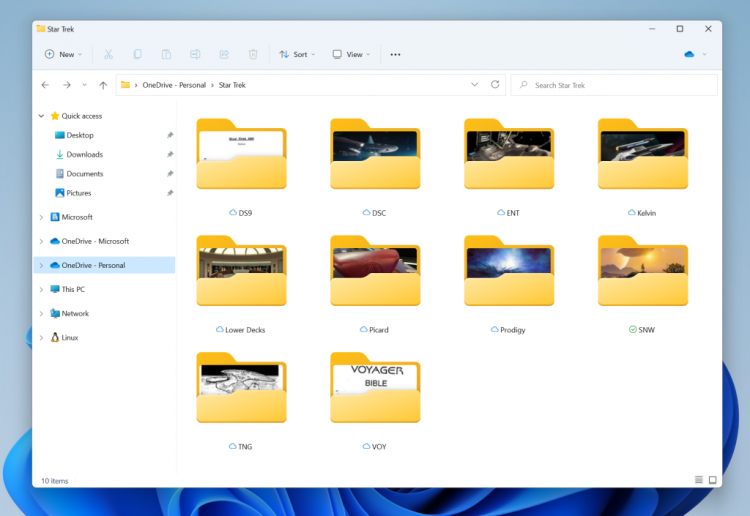 Star Trek
New
Sort
View
OneDrive - Personal > Star Trek
Search Star Trek
Quick access
Desktop
Downloads
Documents
Pictures
Microsoft
OneDrive - Microsoft
OneDrive - Personal
This PC
Network
Linux
DS9
DSC
ENT
Kelvin
Lower Decks
Picard
Prodigy
SNW
VOYAGER
BIBLE
TNG
VOY
10 items